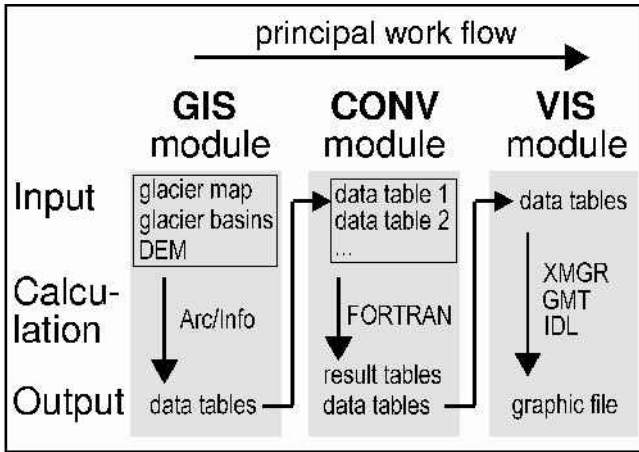 principal work flow
GIS CONV VIS
module module module
Input
glacier map
glacier basins
DEM
data table 1
data table 2
...
data tables
Calcu-
lation
Arc/Info
FORTRAN
XMGR
GMT
IDL
Output
data tables
result tables
data tables
graphic file